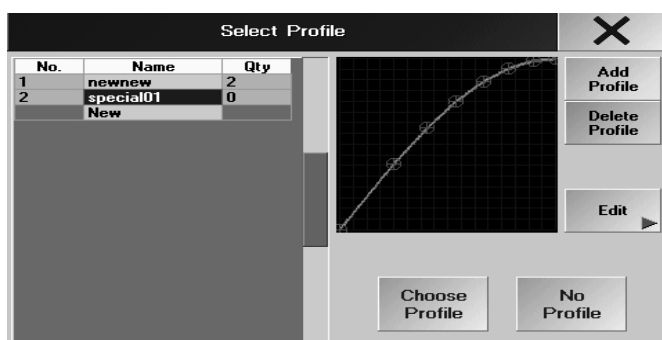 Select Profile
No. Name Qty
1 newnew 2
2 special01 0
New
Add
Profile
Delete
Profile
Edit
Choose
Profile
No
Profile